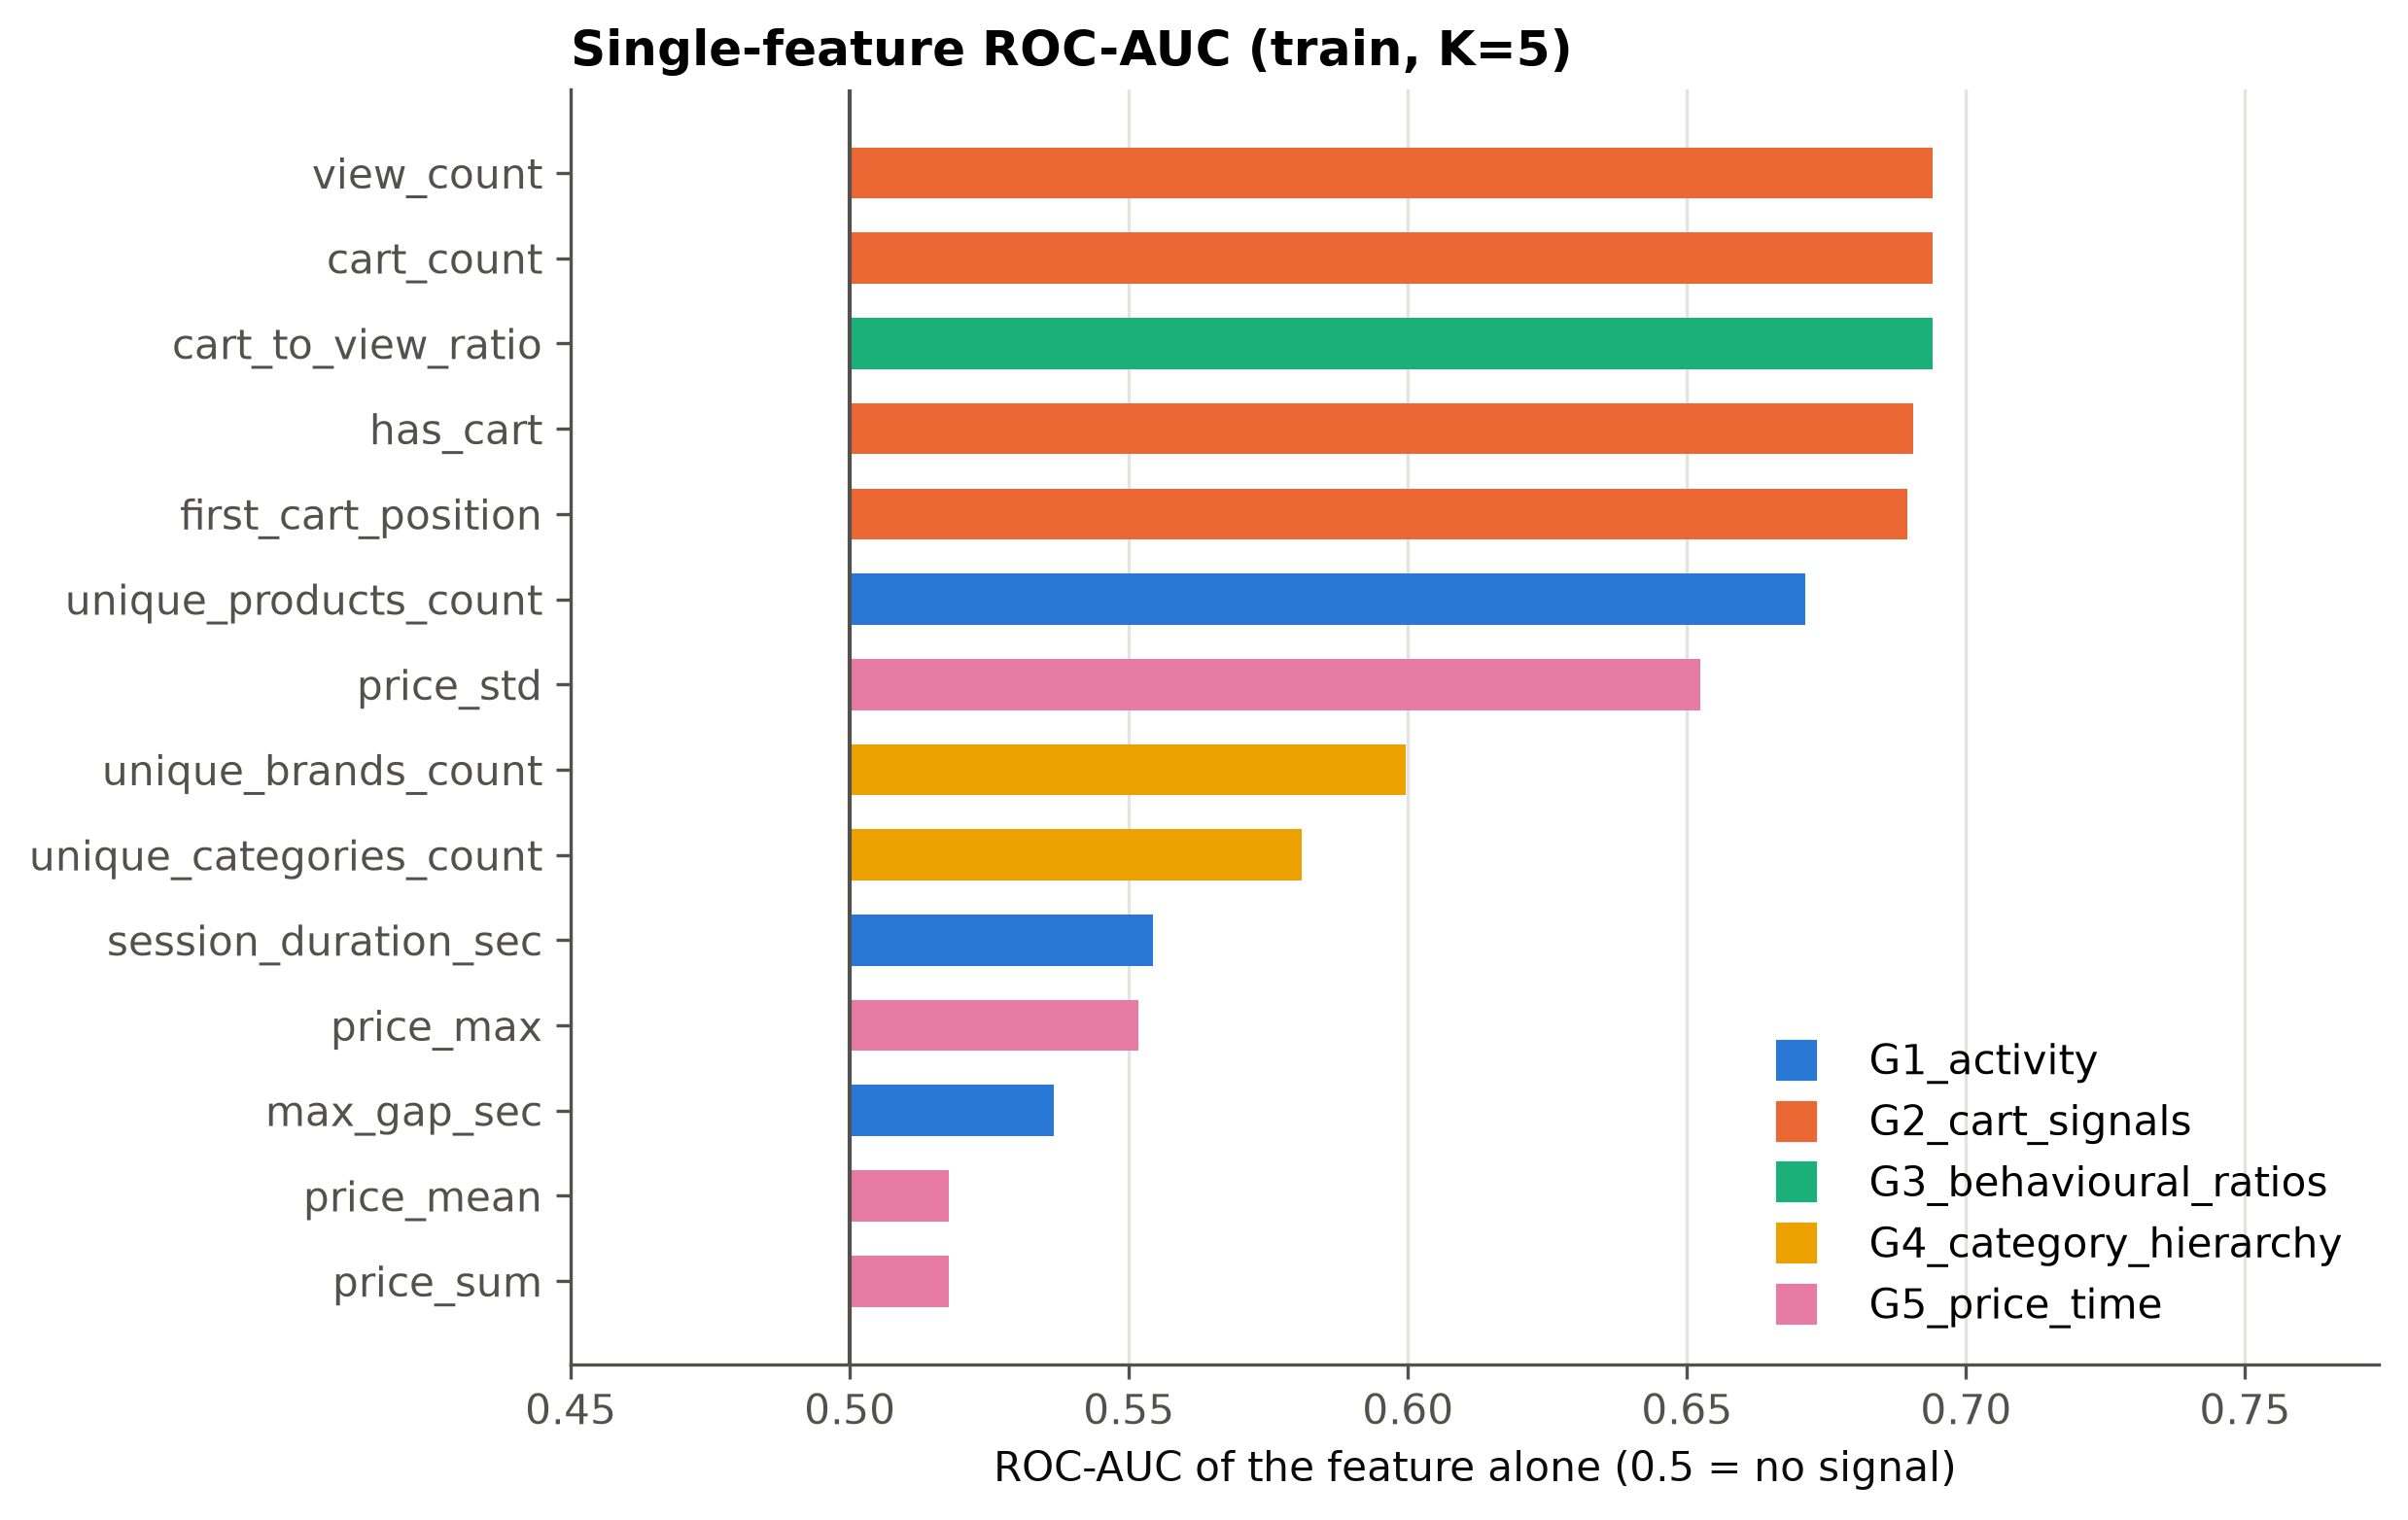 Single-feature ROC-AUC (train, K=5)
view_count
cart_count
cart_to_view_ratio
has_cart
first_cart_position
unique_products_count
price_std
unique_brands_count
unique_categories_count
session_duration_sec
price_max
max_gap_sec
price_mean
price_sum
G1_activity
G2_cart_signals
G3_behavioural_ratios
G4_category_hierarchy
G5_price_time
0.45 0.50 0.55 0.60 0.65 0.70 0.75
ROC-AUC of the feature alone (0.5 = no signal)